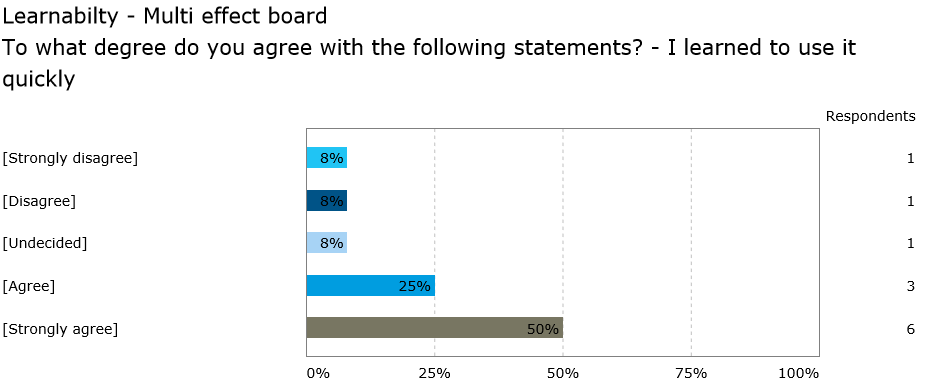 Learnabilty - Multi effect board
To what degree do you agree with the following statements? - I learned to use it
quickly
Respondents
[Strongly disagree] 8% 1
[Disagree] 8% 1
[Undecided] 8% 1
[Agree] 25% 3
[Strongly agree] 50% 6
0% 25% 50% 75% 100%